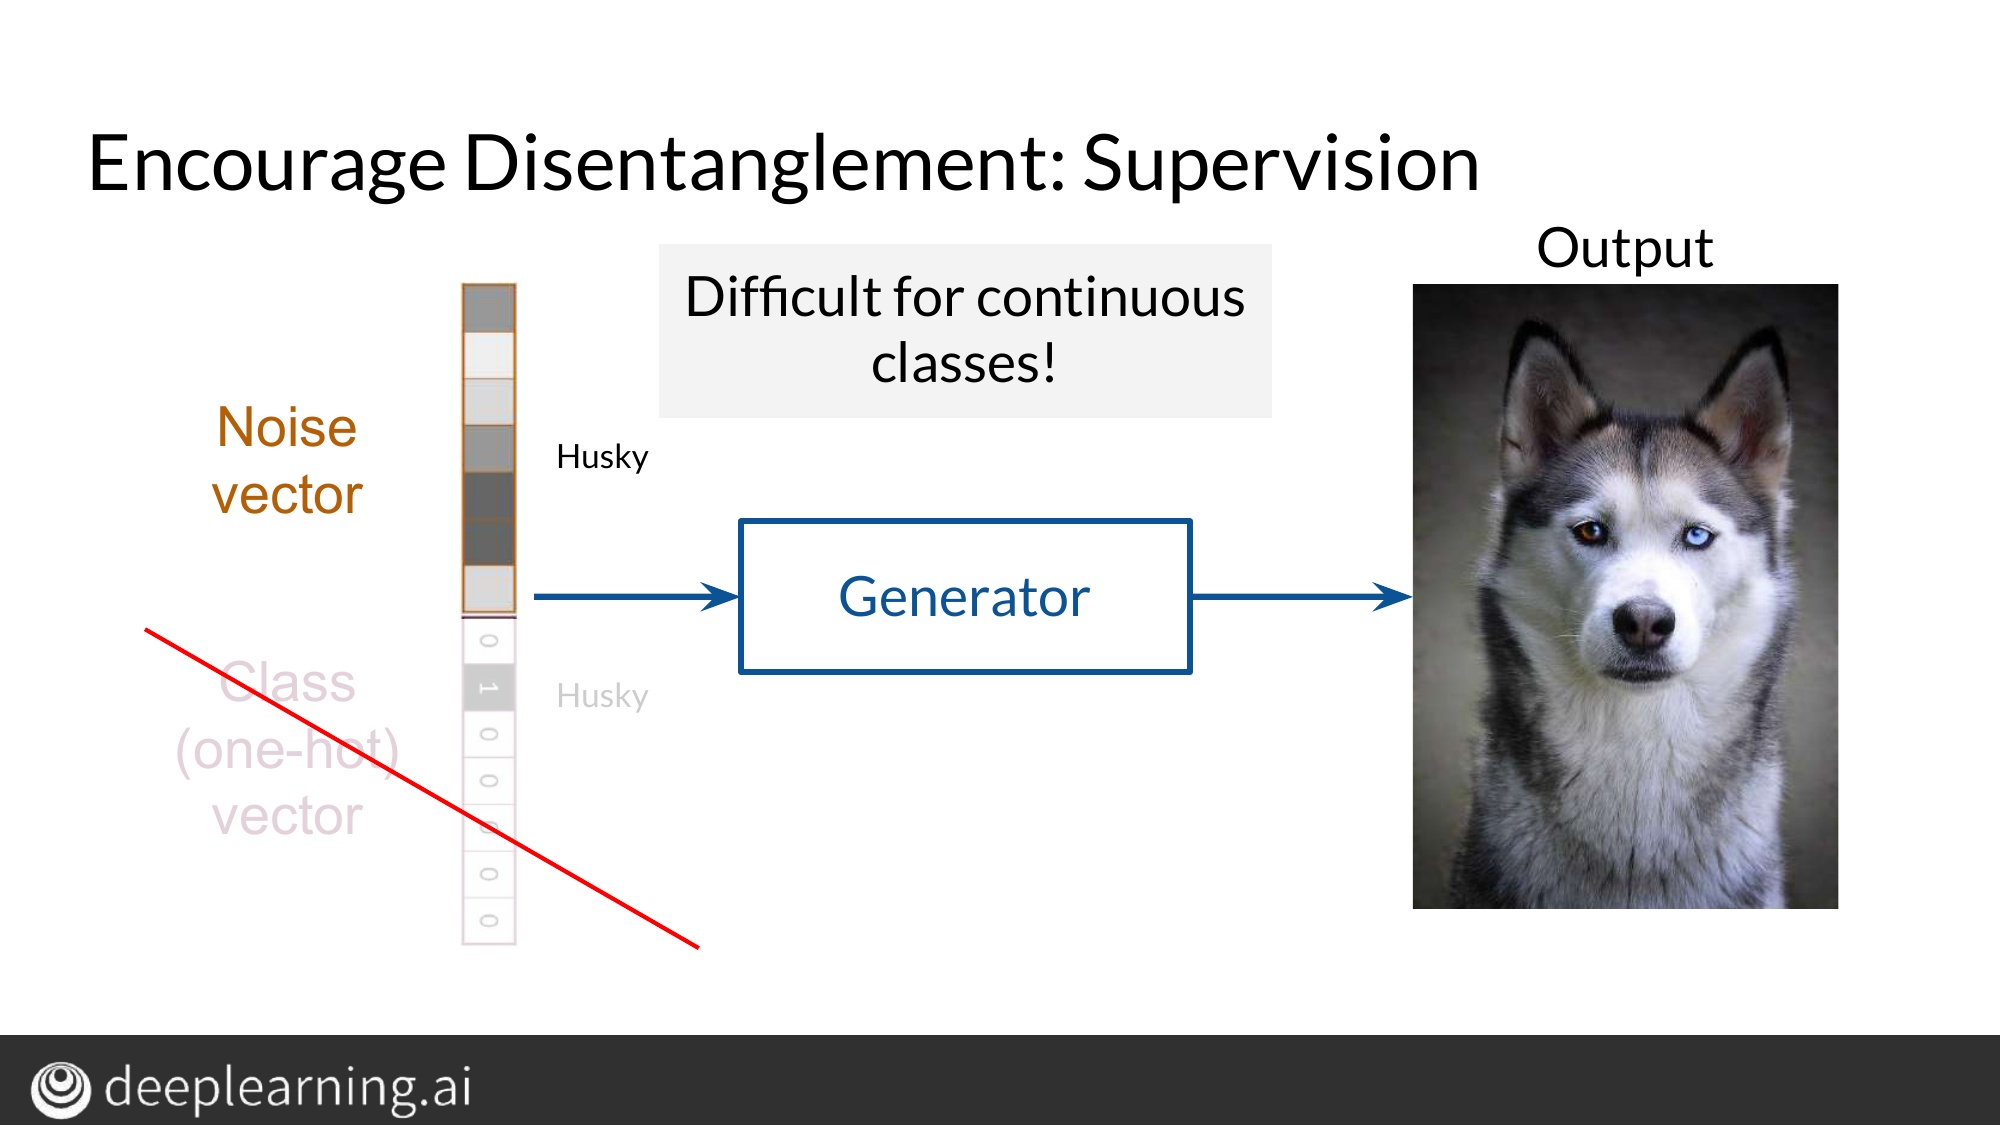 Encourage Disentanglement: Supervision
Output
Difficult for continuous
classes!
Noise
vector
Husky
Generator
Class
(one-hot)
vector
0
1
0
0
0
0
0
Husky
deeplearning.ai